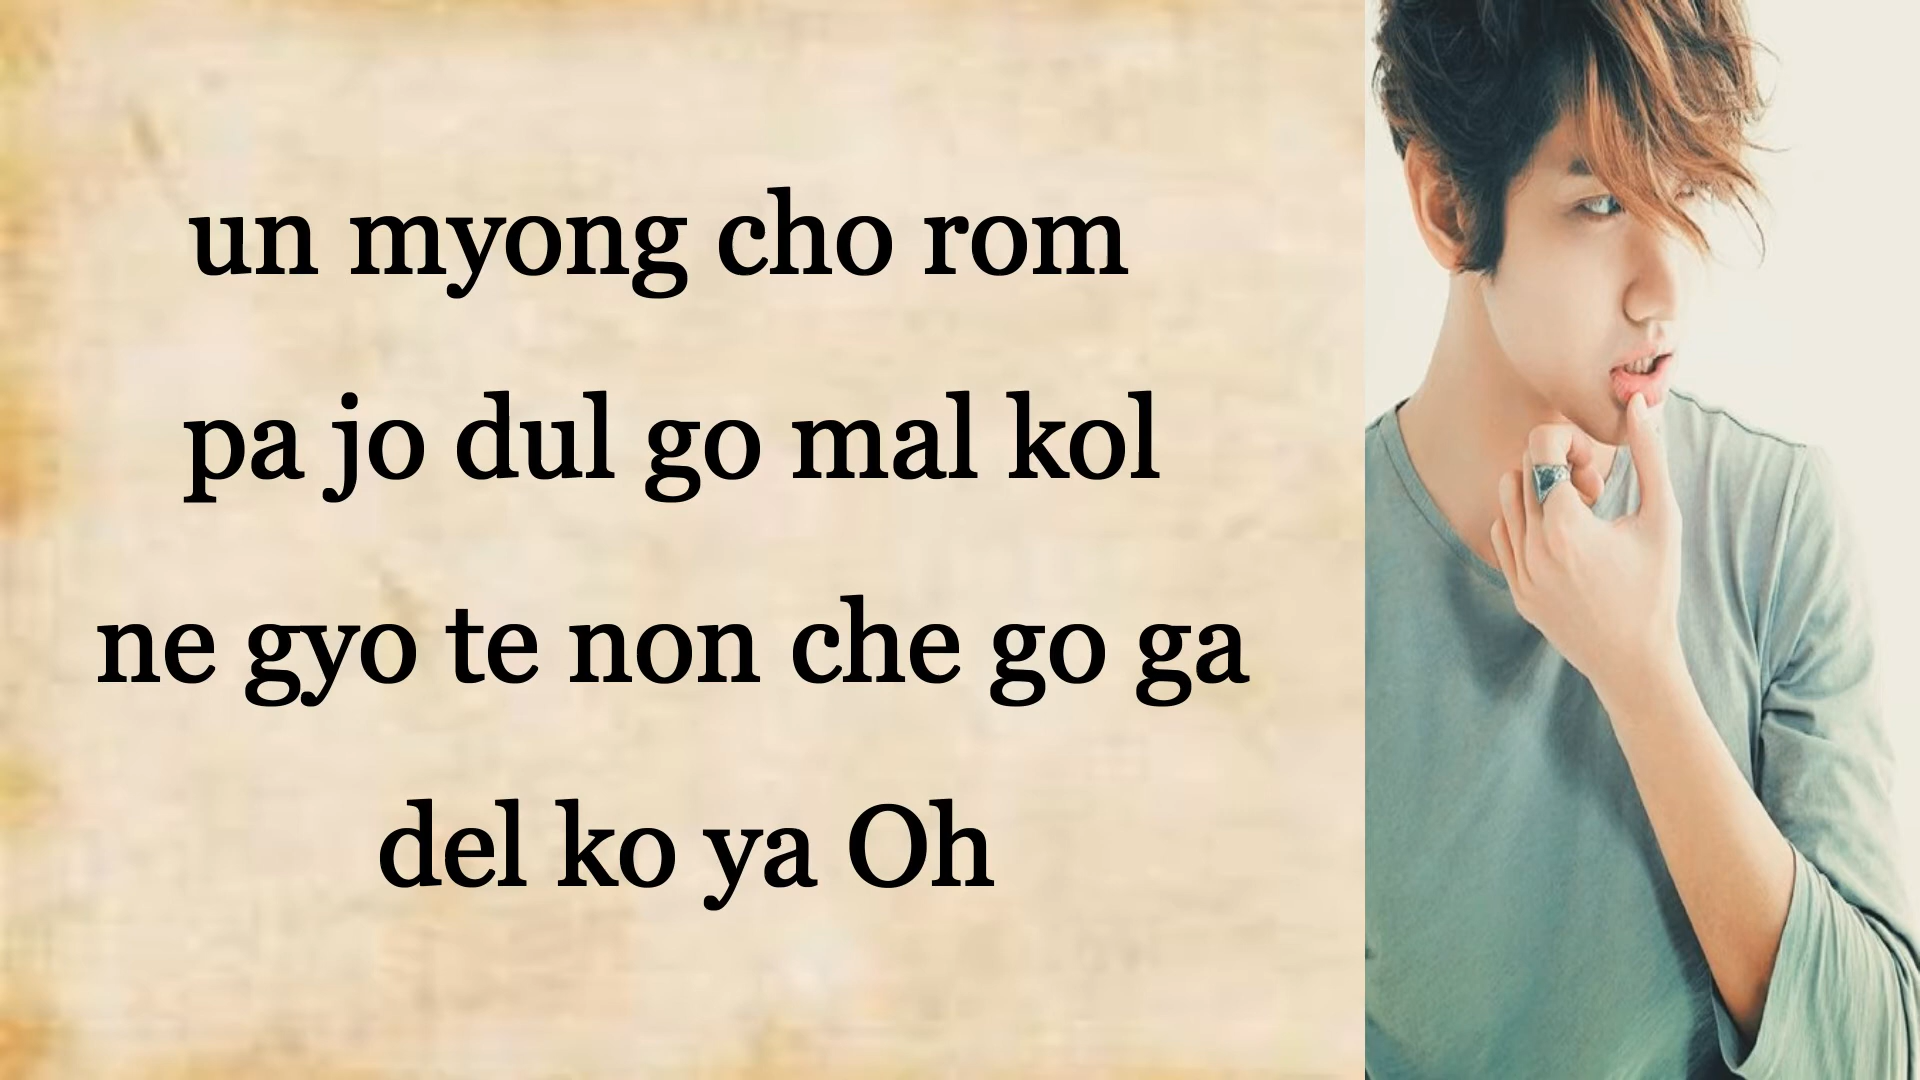 un myong cho rom
pa jo dul go mal kol
ne gyo te non che go ga
del ko ya Oh